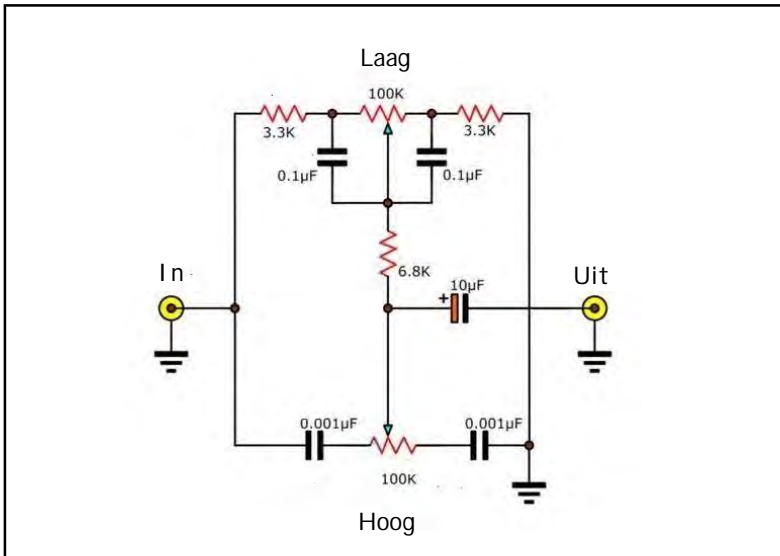 Laag
100K
3.3K
3.3K
0.1µF
0.1µF
6.8K
In
10µF
+
Uit
0.001µF
0.001µF
100K
Hoog